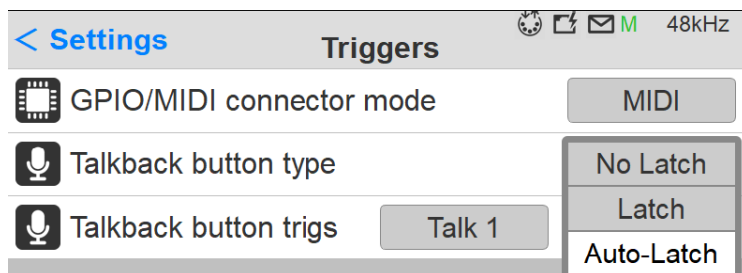 < Settings
Triggers
M 48kHz
GPIO/MIDI connector mode
MIDI
Talkback button type
No Latch
Latch
Talkback button trigs
Talk 1
Auto-Latch